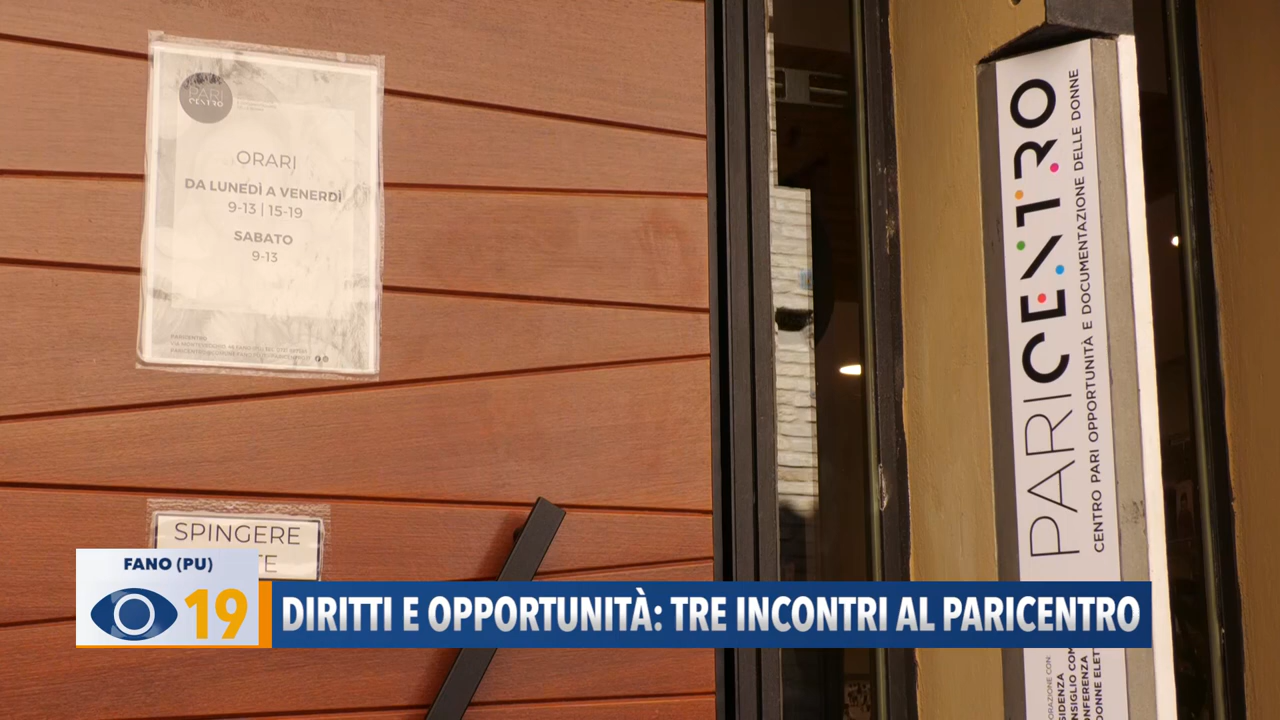 PARI
CENTRO
ORARI
DA LUNEDÌ A VENERDÌ
9-13 | 15-19
SABATO
9-13
PARICENTRO
SPINGERE
FANO (PU)
19
DIRITTI E OPPORTUNITÀ: TRE INCONTRI AL PARICENTRO
PARICENTRO
CENTRO PARI OPPORTUNITÀ E DOCUMENTAZIONE DELLE DONNE